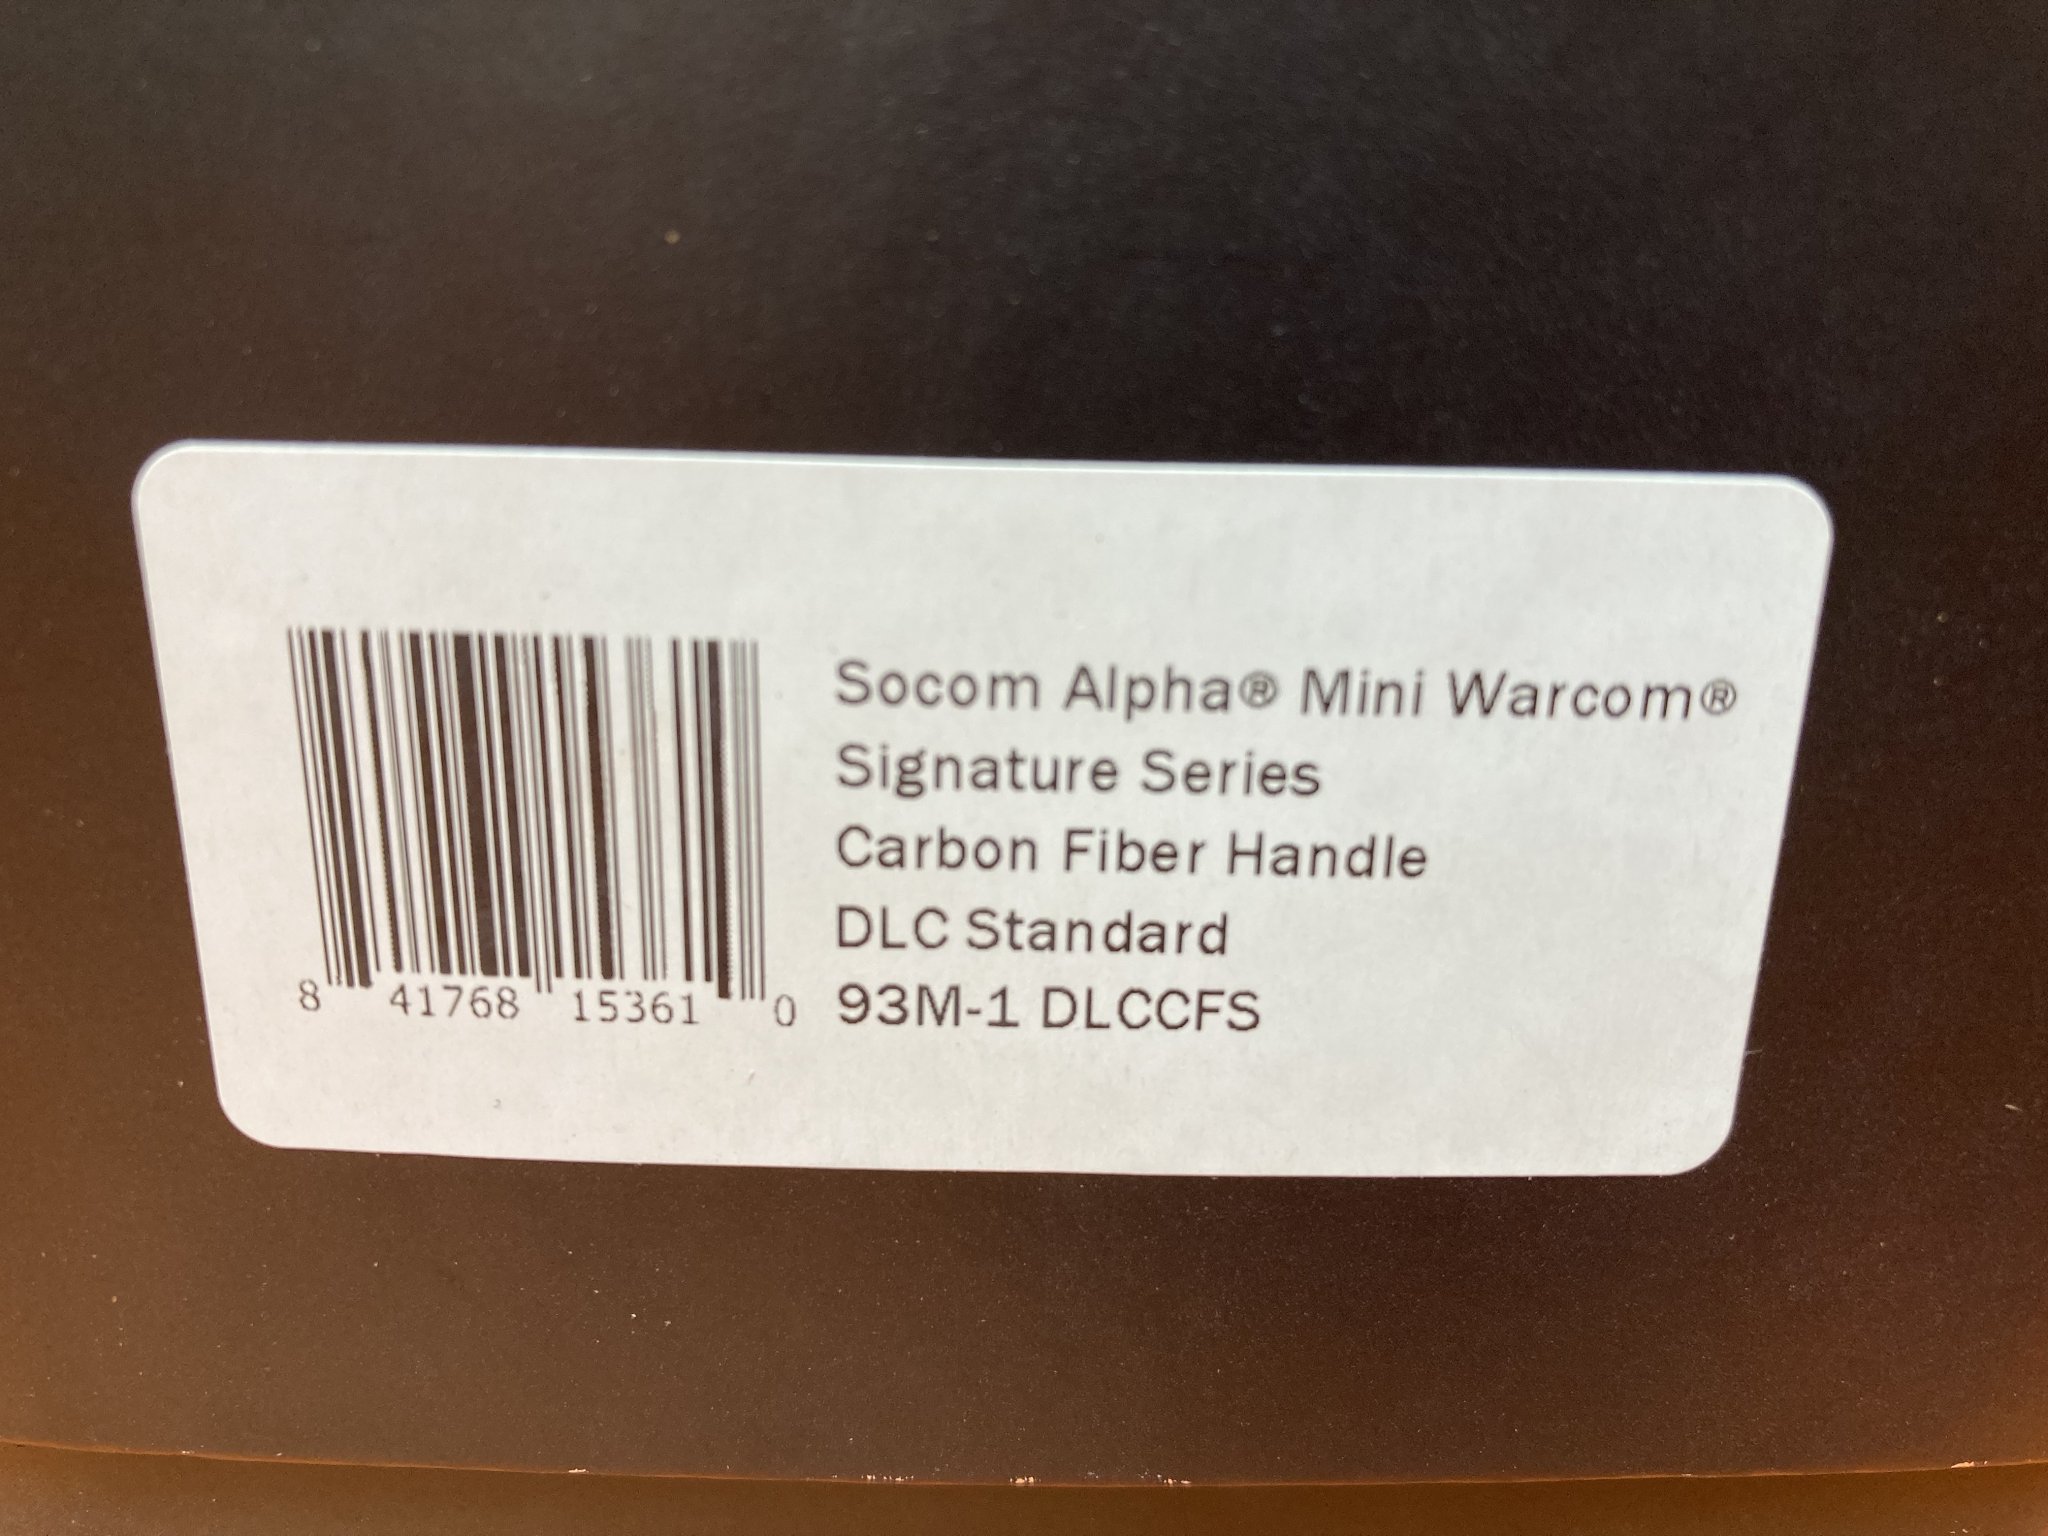 Socom Alpha® Mini Warcom®
Signature Series
Carbon Fiber Handle
DLC Standard
93M-1 DLCCFS
8 41768 15361 0